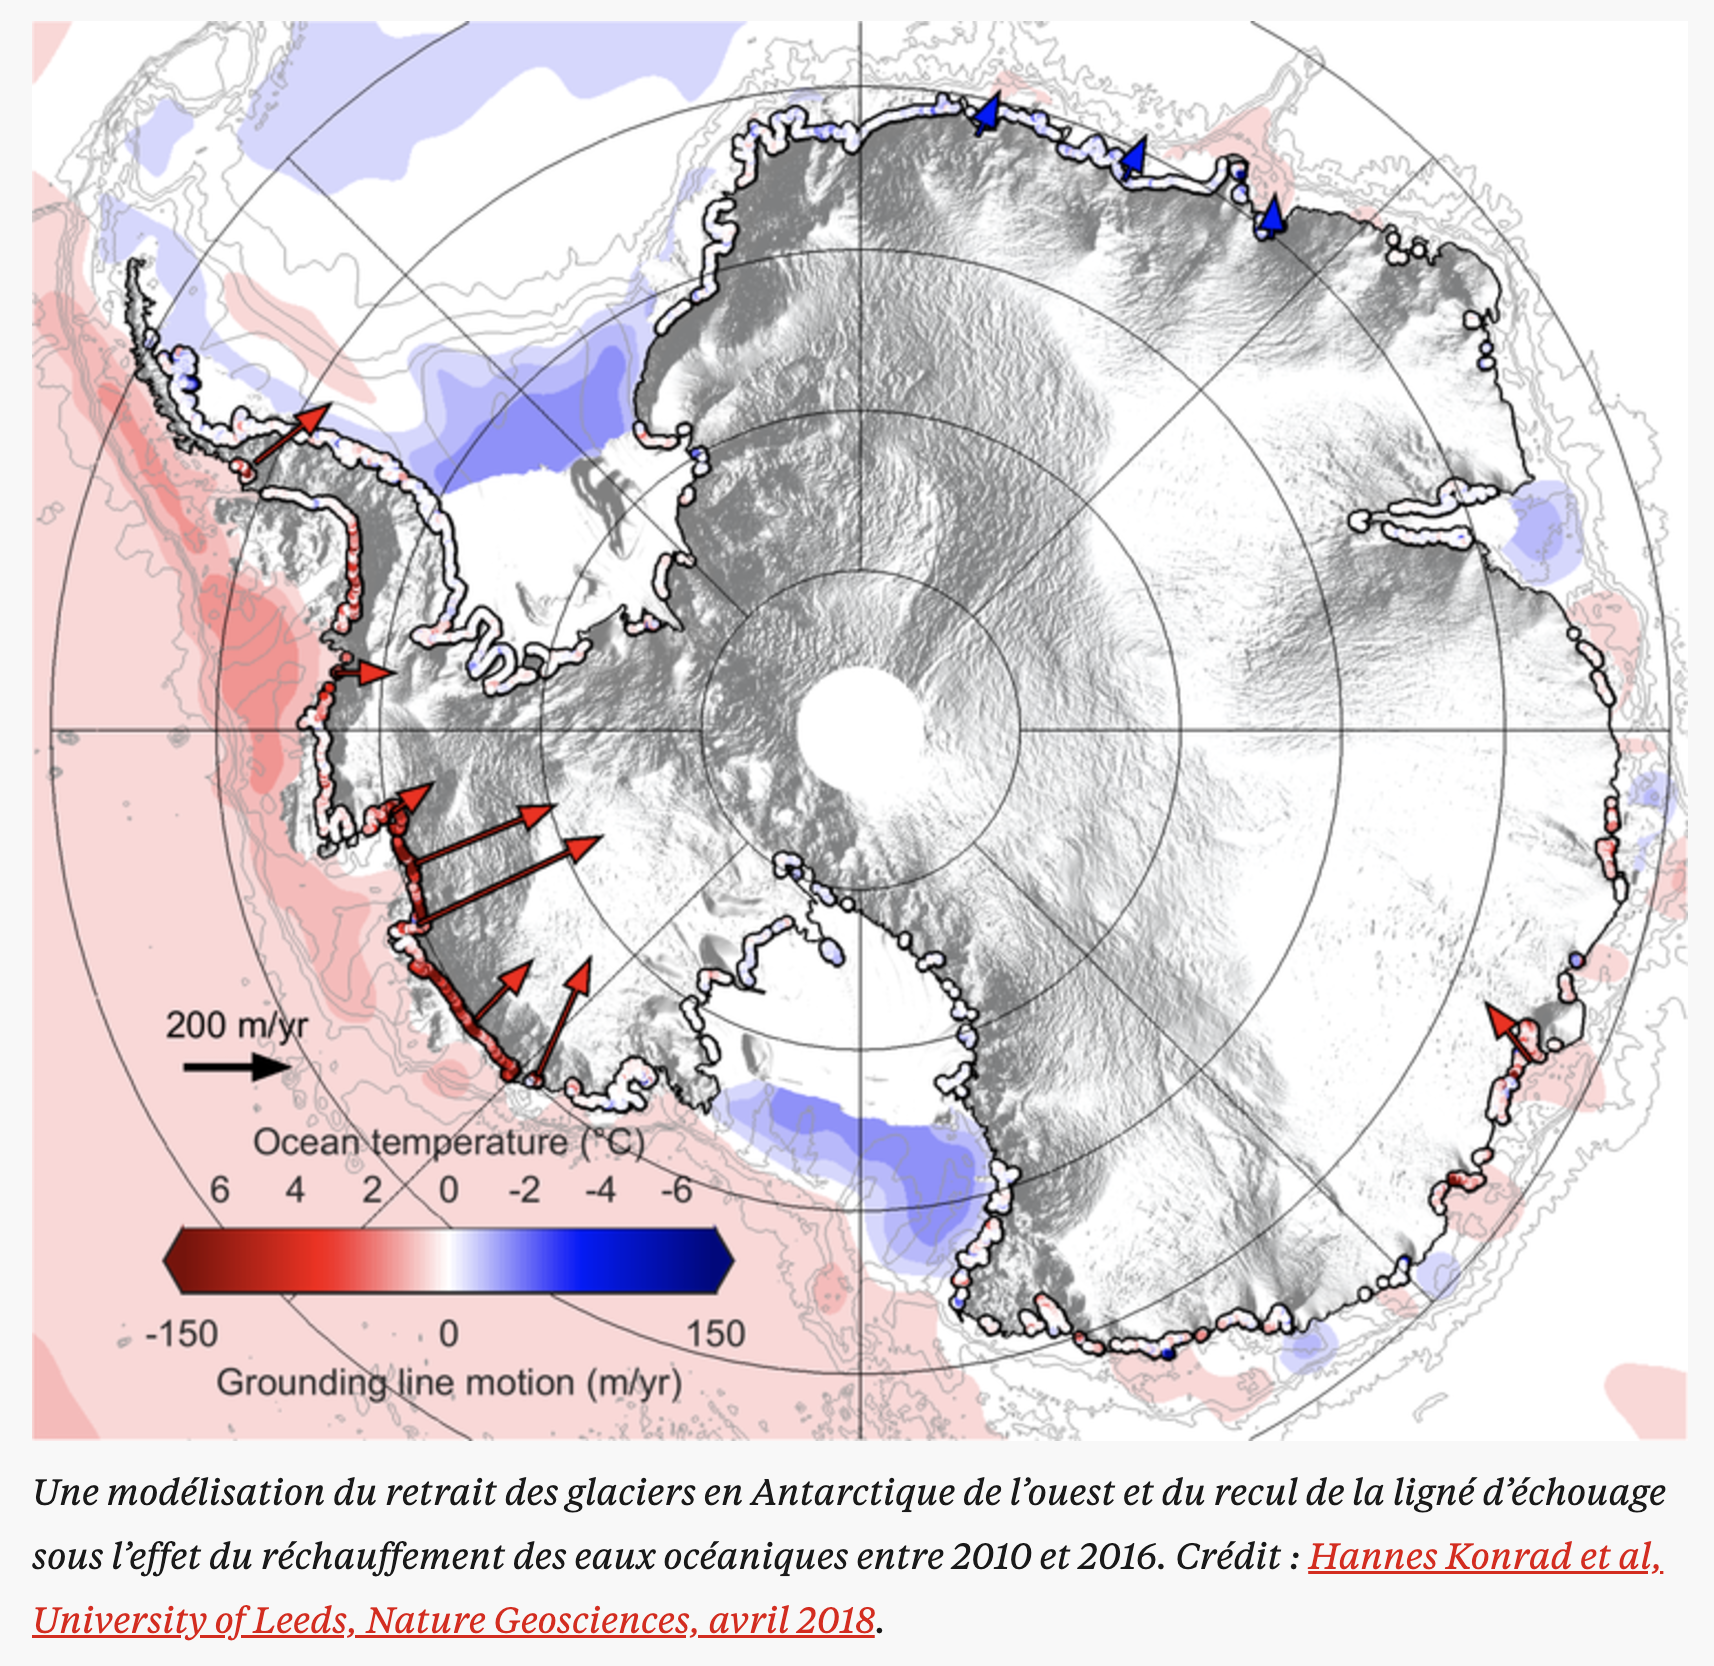 200 m/yr
Ocean temperature (°C)
6 4 2 0 -2 -4 -6
-150 0 150
Grounding line motion (m/yr)
Une modélisation du retrait des glaciers en Antarctique de l’ouest et du recul de la ligné d’échouage
sous l’effet du réchauffement des eaux océaniques entre 2010 et 2016. Crédit : Hannes Konrad et al,
University of Leeds, Nature Geosciences, avril 2018.